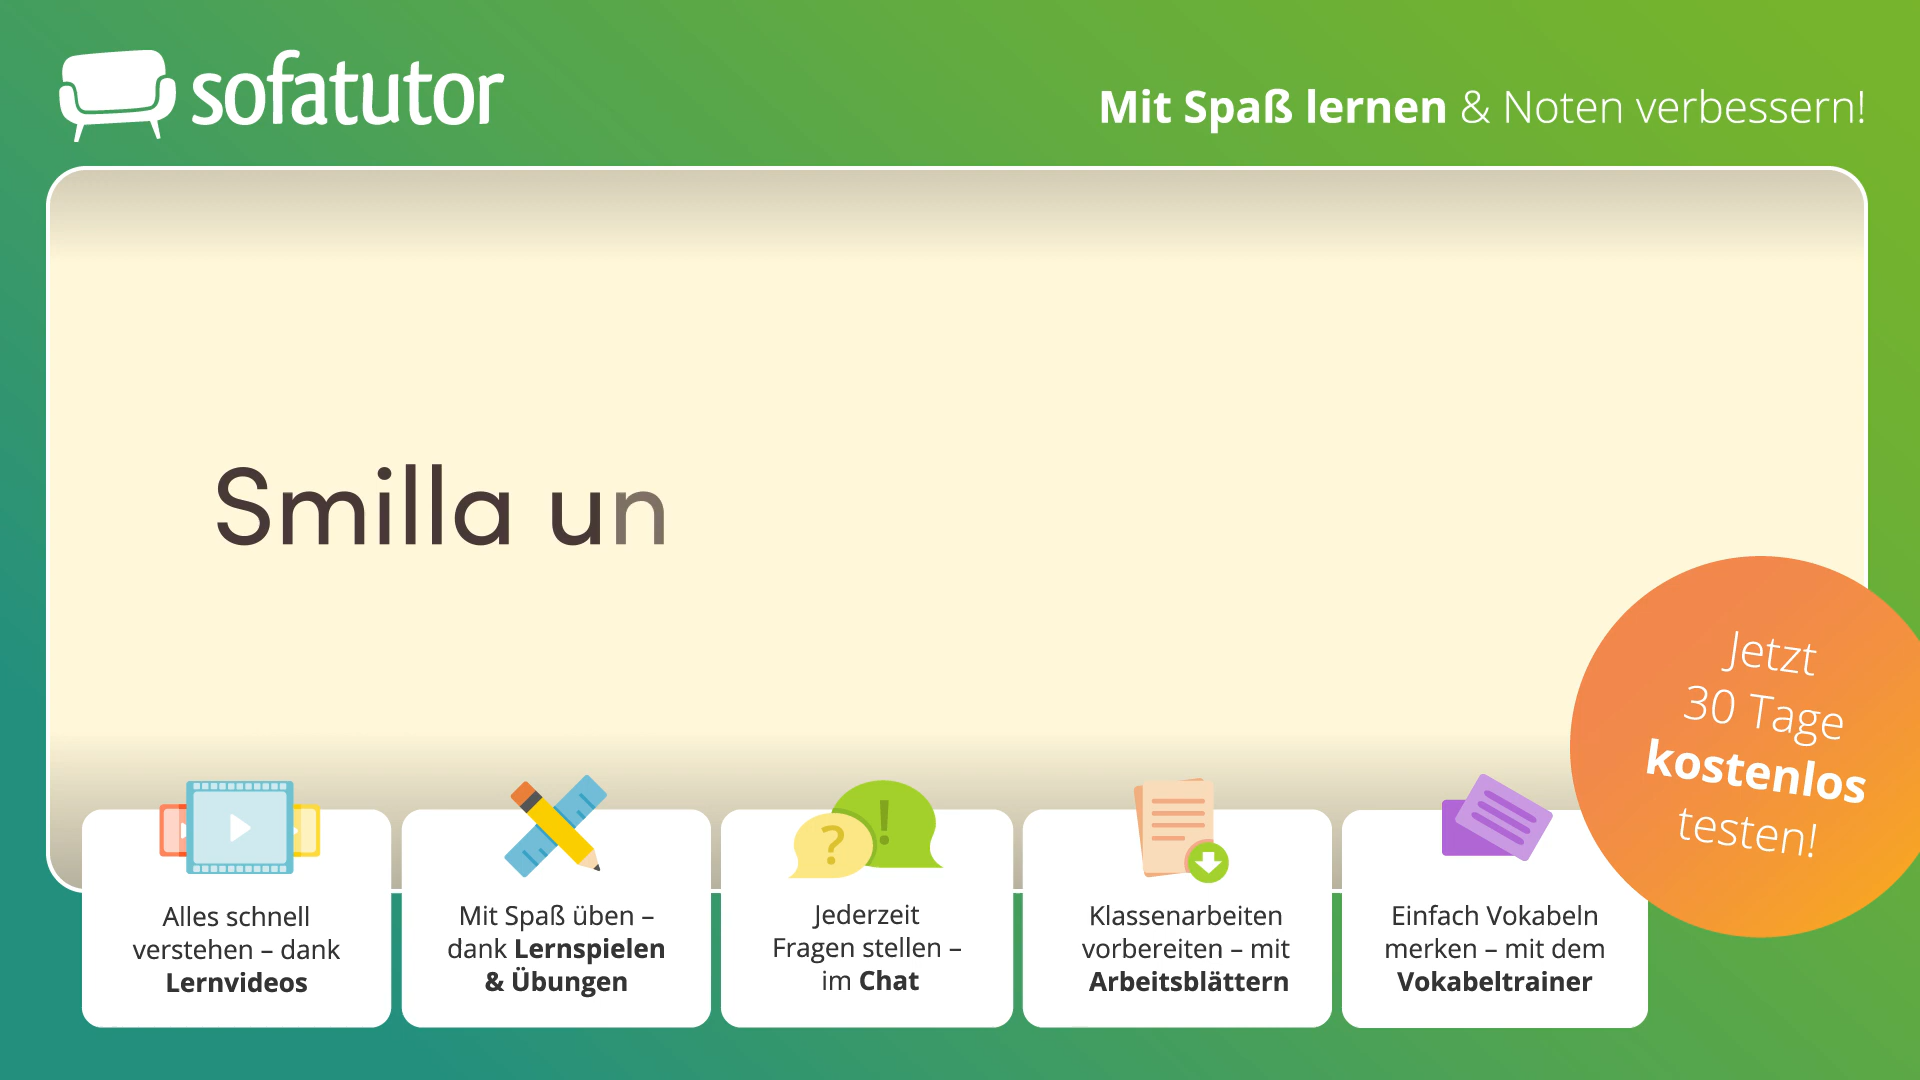 sofatutor
Mit Spaß lernen & Noten verbessern!
Smilla un
Jetzt
30 Tage
kostenlos
testen!
?
!
Alles schnell
verstehen – dank
Lernvideos
Mit Spaß üben –
dank Lernspielen
& Übungen
Jederzeit
Fragen stellen –
im Chat
Klassenarbeiten
vorbereiten – mit
Arbeitsblättern
Einfach Vokabeln
merken – mit dem
Vokabeltrainer